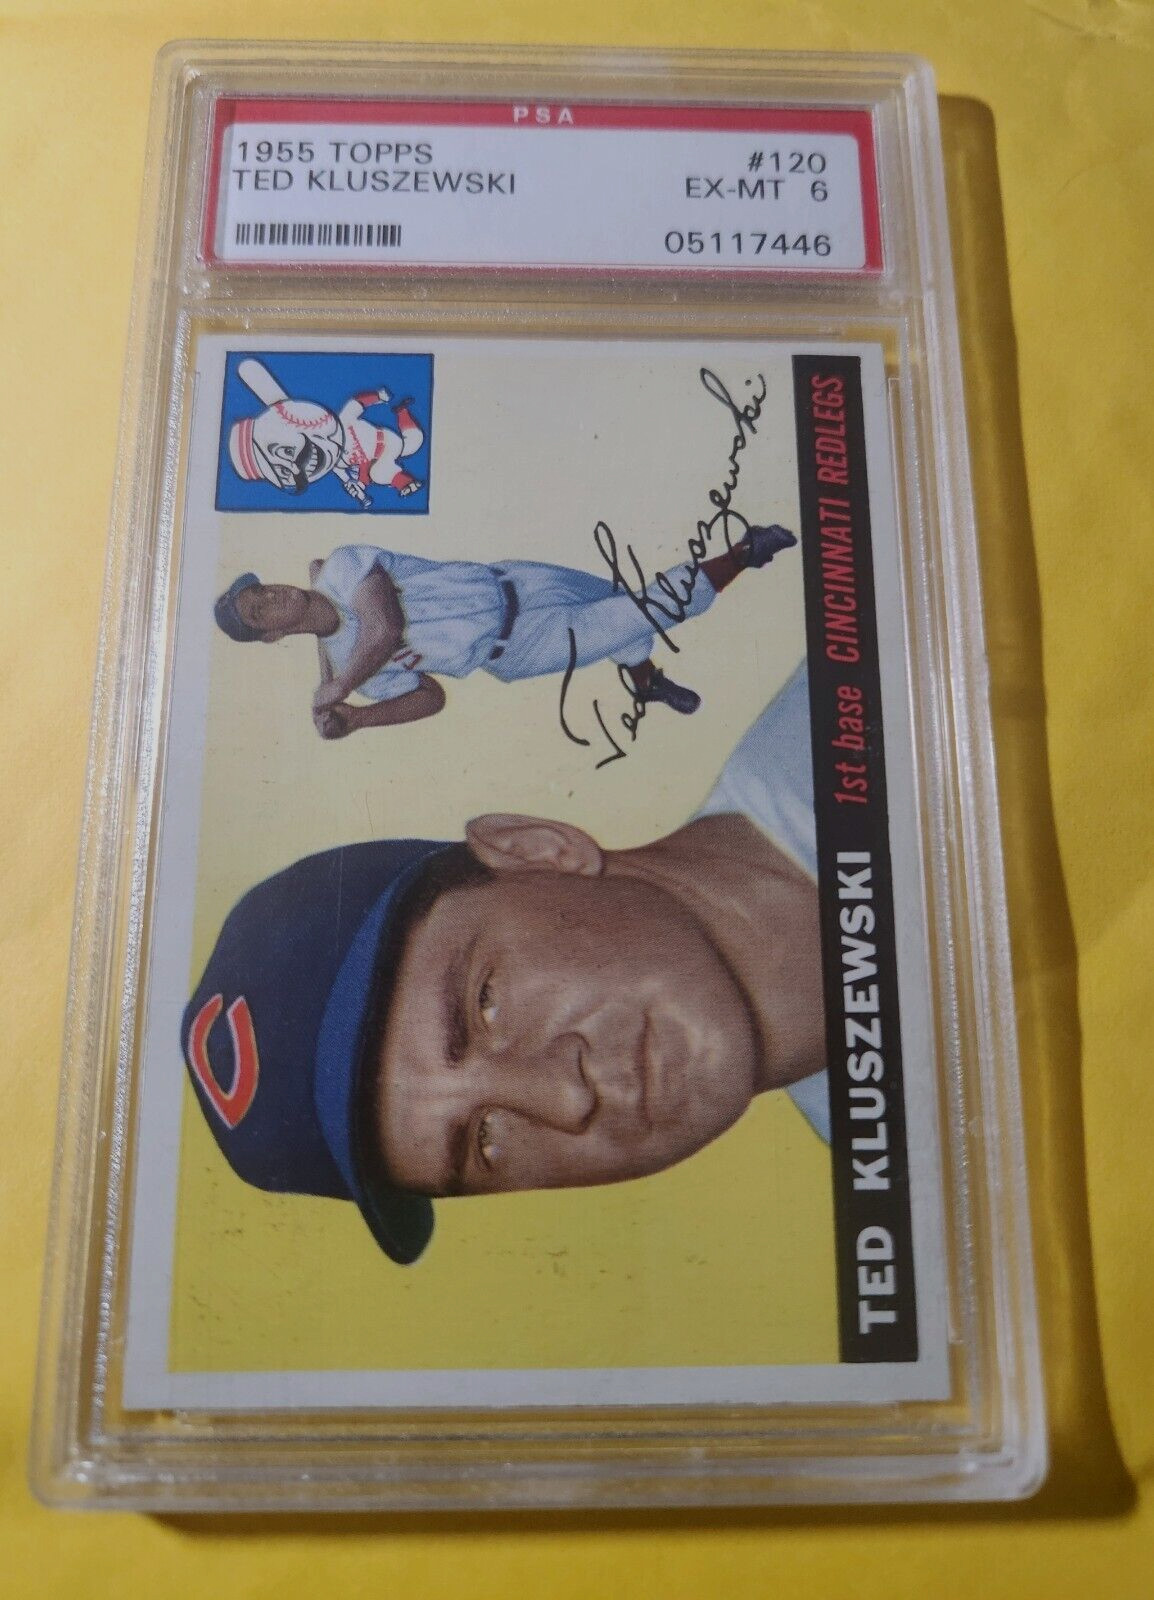 PSA
1955 TOPPS #120
TED KLUSZEWSKI EX-MT 6
05117446
Ted Kluszewski
TED KLUSZEWSKI 1st base CINCINNATI REDLEGS
C